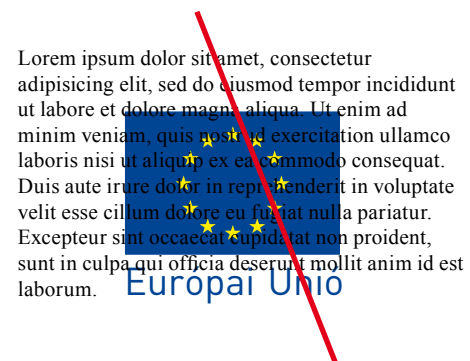 Lorem ipsum dolor sit amet, consectetur
adipisicing elit, sed do eiusmod tempor incididunt
ut labore et dolore magna aliqua. Ut enim ad
minim veniam, quis nostrud exercitation ullamco
laboris nisi ut aliquip ex ea commodo consequat.
Duis aute irure dolor in reprehenderit in voluptate
velit esse cillum dolore eu fugiat nulla pariatur.
Excepteur sint occaecat cupidatat non proident,
sunt in culpa qui officia deserunt mollit anim id est
laborum.
Európai Unió